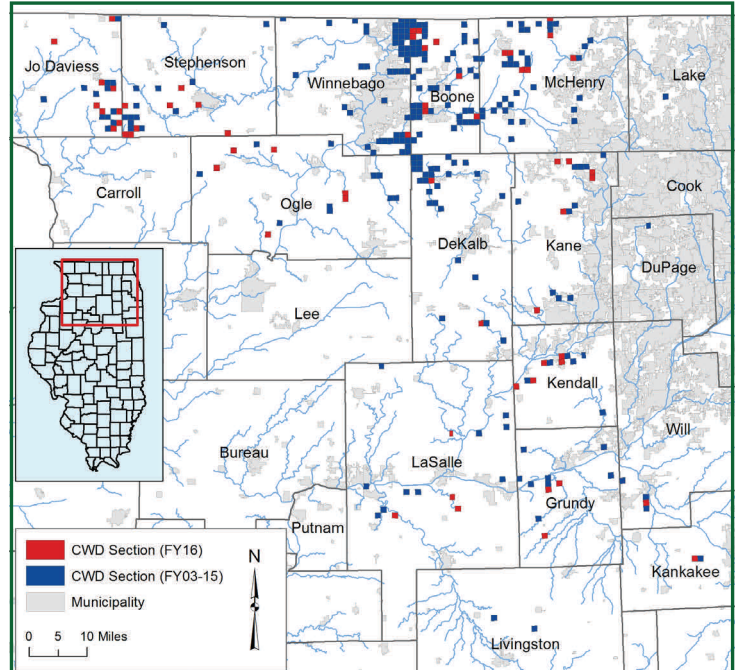 Jo Daviess
Stephenson
Winnebago
Boone
McHenry
Lake
Carroll
Ogle
DeKalb
Kane
Cook
DuPage
Lee
Kendall
Will
Bureau
LaSalle
Grundy
Putnam
Kankakee
Livingston
CWD Section (FY16)
CWD Section (FY03-15)
Municipality
N
0 5 10 Miles